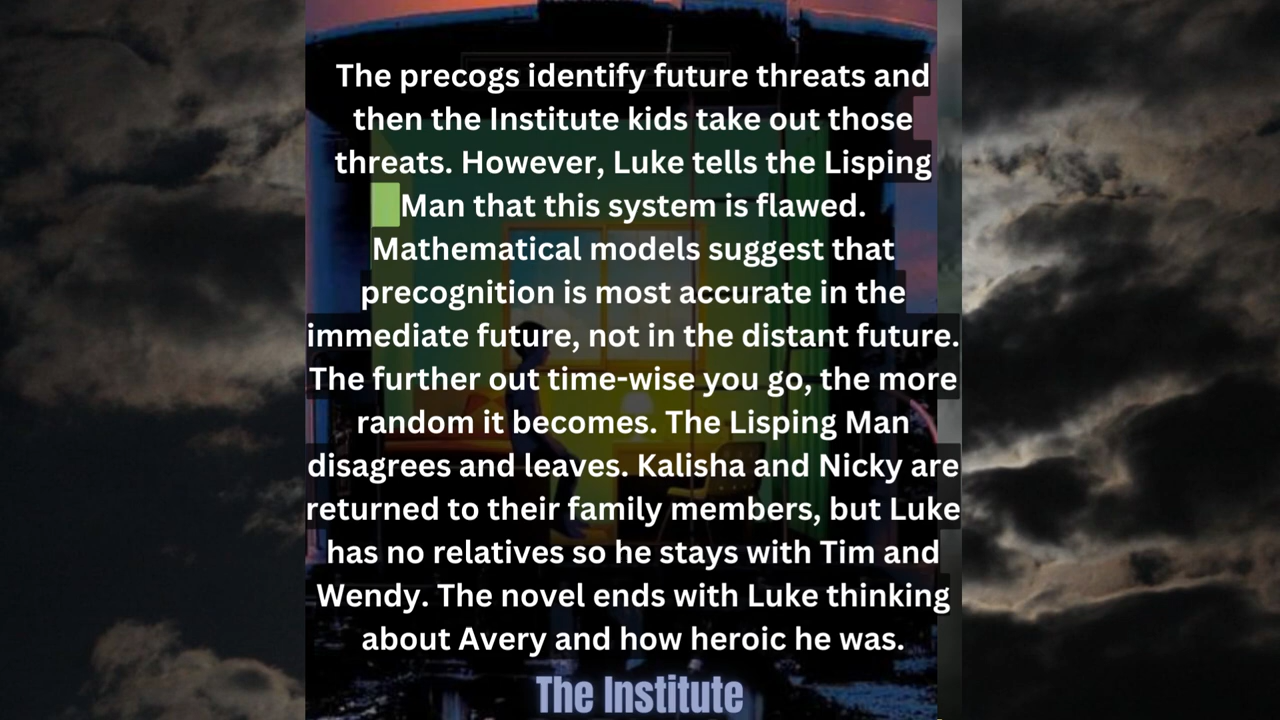 The precogs identify future threats and
then the Institute kids take out those
threats. However, Luke tells the Lisping
Man that this system is flawed.
Mathematical models suggest that
precognition is most accurate in the
immediate future, not in the distant future.
The further out time-wise you go, the more
random it becomes. The Lisping Man
disagrees and leaves. Kalisha and Nicky are
returned to their family members, but Luke
has no relatives so he stays with Tim and
Wendy. The novel ends with Luke thinking
about Avery and how heroic he was.
The Institute